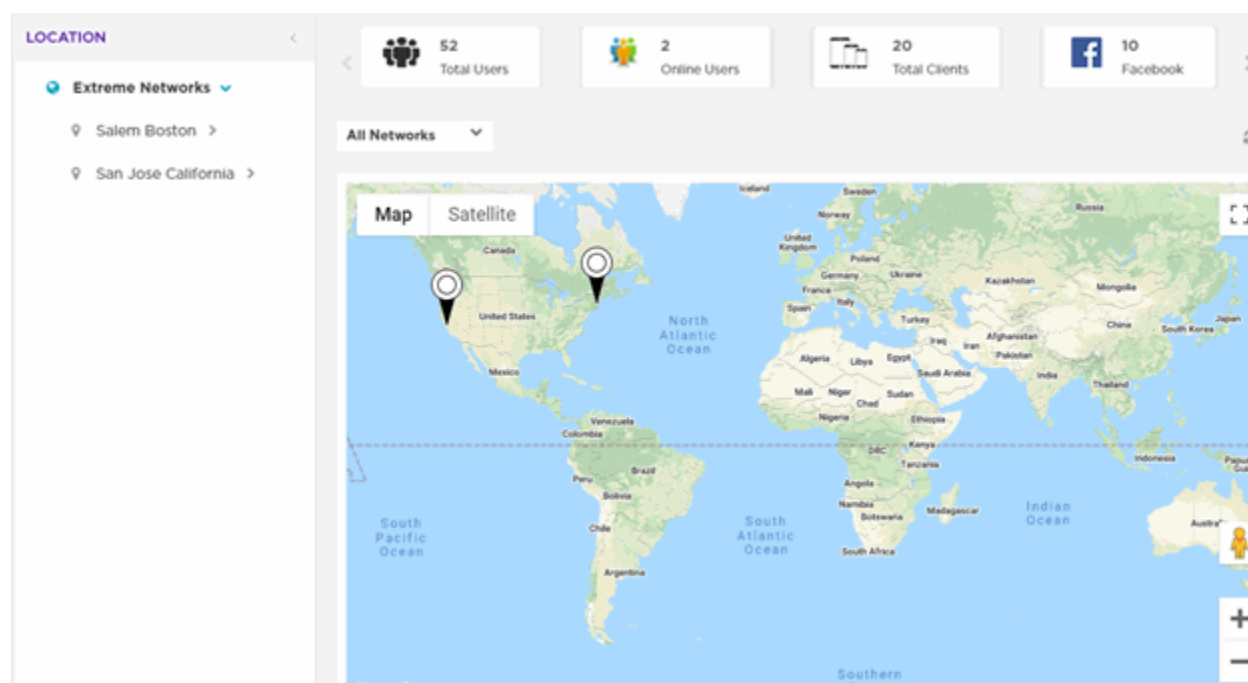 LOCATION
Extreme Networks
Salem Boston
San Jose California
52
Total Users
2
Online Users
20
Total Clients
10
Facebook
All Networks
Map
Satellite
Iceland
Sweden
Norway
Russia
United
Kingdom
Canada
Poland
Germany
Ukraine
France
Kazakhstan
Mongolia
Spain
Italy
United States
North
Atlantic
Ocean
Turkey
China
South Korea
Japan
Iraq
Iran
Afghanistan
Pakistan
Algeria
Libya
Egypt
Saudi Arabia
Mexico
India
Thailand
Mali
Niger
Chad
Sudan
Nigeria
Ethiopia
Venezuela
Colombia
DRC
Kenya
Tanzania
Indonesia
Brazil
Peru
Bolivia
Angola
Namibia
Botswana
Madagascar
Indian
Ocean
South
Pacific
Ocean
Chile
South
Atlantic
Ocean
South Africa
Argentina
Southern